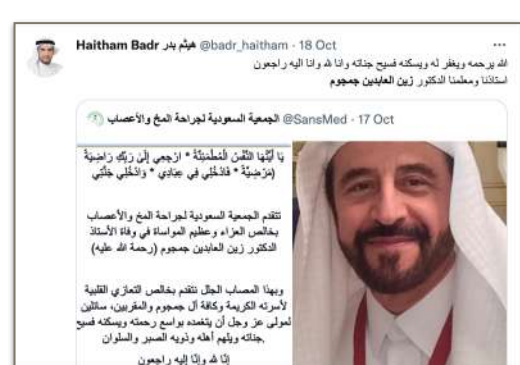 Haitham Badr هيثم بدر @badr_haitham · 18 Oct
الله يرحمه ويغفر له ويسكنه فسيح جناته وانا لله وانا اليه راجعون
استاذنا ومعلمنا الدكتور زين العابدين جمجوم
الجمعية السعودية لجراحة المخ والأعصاب @SansMed · 17 Oct
يَا أَيَّتُهَا النَّفْسُ الْمُطْمَئِنَّةُ * ارْجِعِي إِلَىٰ رَبِّكِ رَاضِيَةً
(مَرْضِيَّةً * فَادْخُلِي فِي عِبَادِي * وَادْخُلِي جَنَّتِي
تتقدم الجمعية السعودية لجراحة المخ والأعصاب
بخالص العزاء وعظيم المواساة في وفاة الأستاذ
الدكتور زين العابدين جمجوم (رحمة الله عليه)
وبهذا المصاب الجلل نتقدم بخالص التعازي القلبية
لأسرته الكريمة وكافة آل جمجوم والمقربين، سائلين
لمولى عز وجل أن يتغمده بواسع رحمته ويسكنه فسيح
.جناته ويلهم أهله وذويه الصبر والسلوان
إنَّا لله وإنَّا إليه راجعون